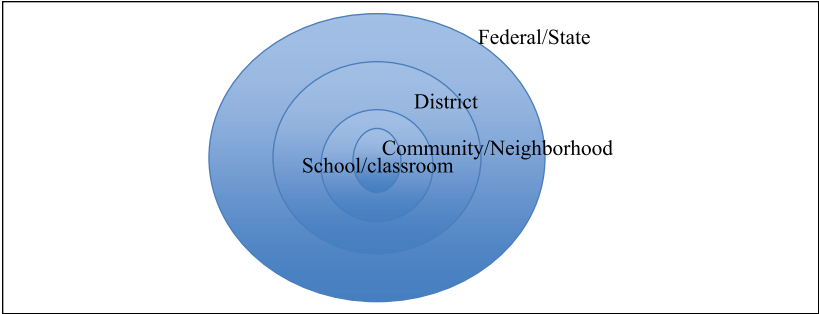 Federal/State
District
Community/Neighborhood
School/classroom